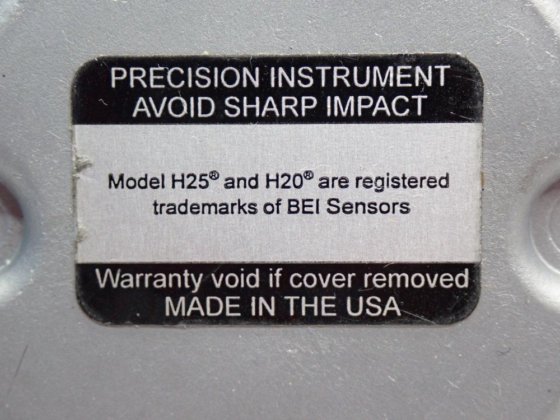 PRECISION INSTRUMENT
AVOID SHARP IMPACT
Model H25® and H20® are registered
trademarks of BEI Sensors
Warranty void if cover removed
MADE IN THE USA